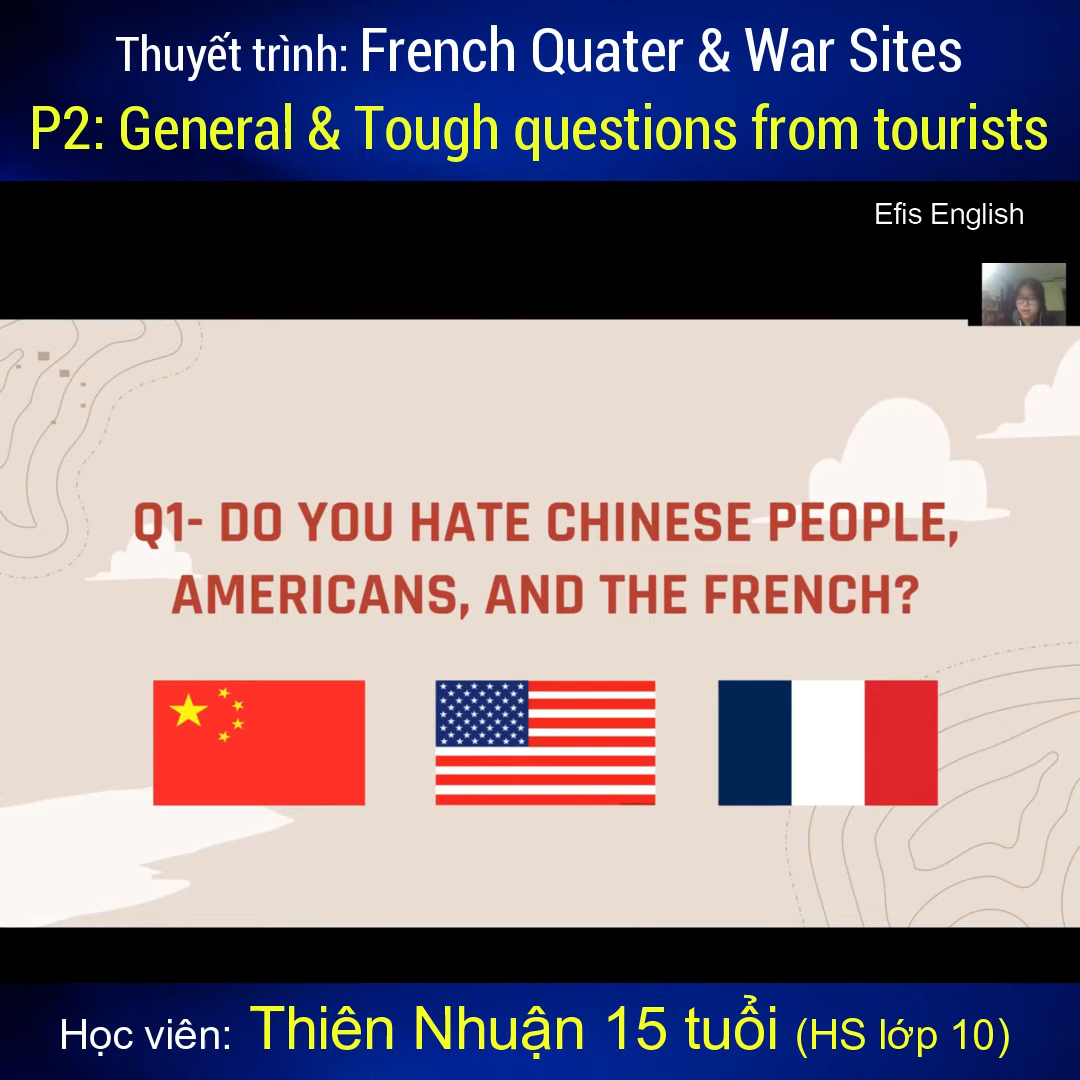 Thuyết trình: French Quater & War Sites
P2: General & Tough questions from tourists
Efis English
Q1- DO YOU HATE CHINESE PEOPLE,
AMERICANS, AND THE FRENCH?
Học viên: Thiên Nhuận 15 tuổi (HS lớp 10)